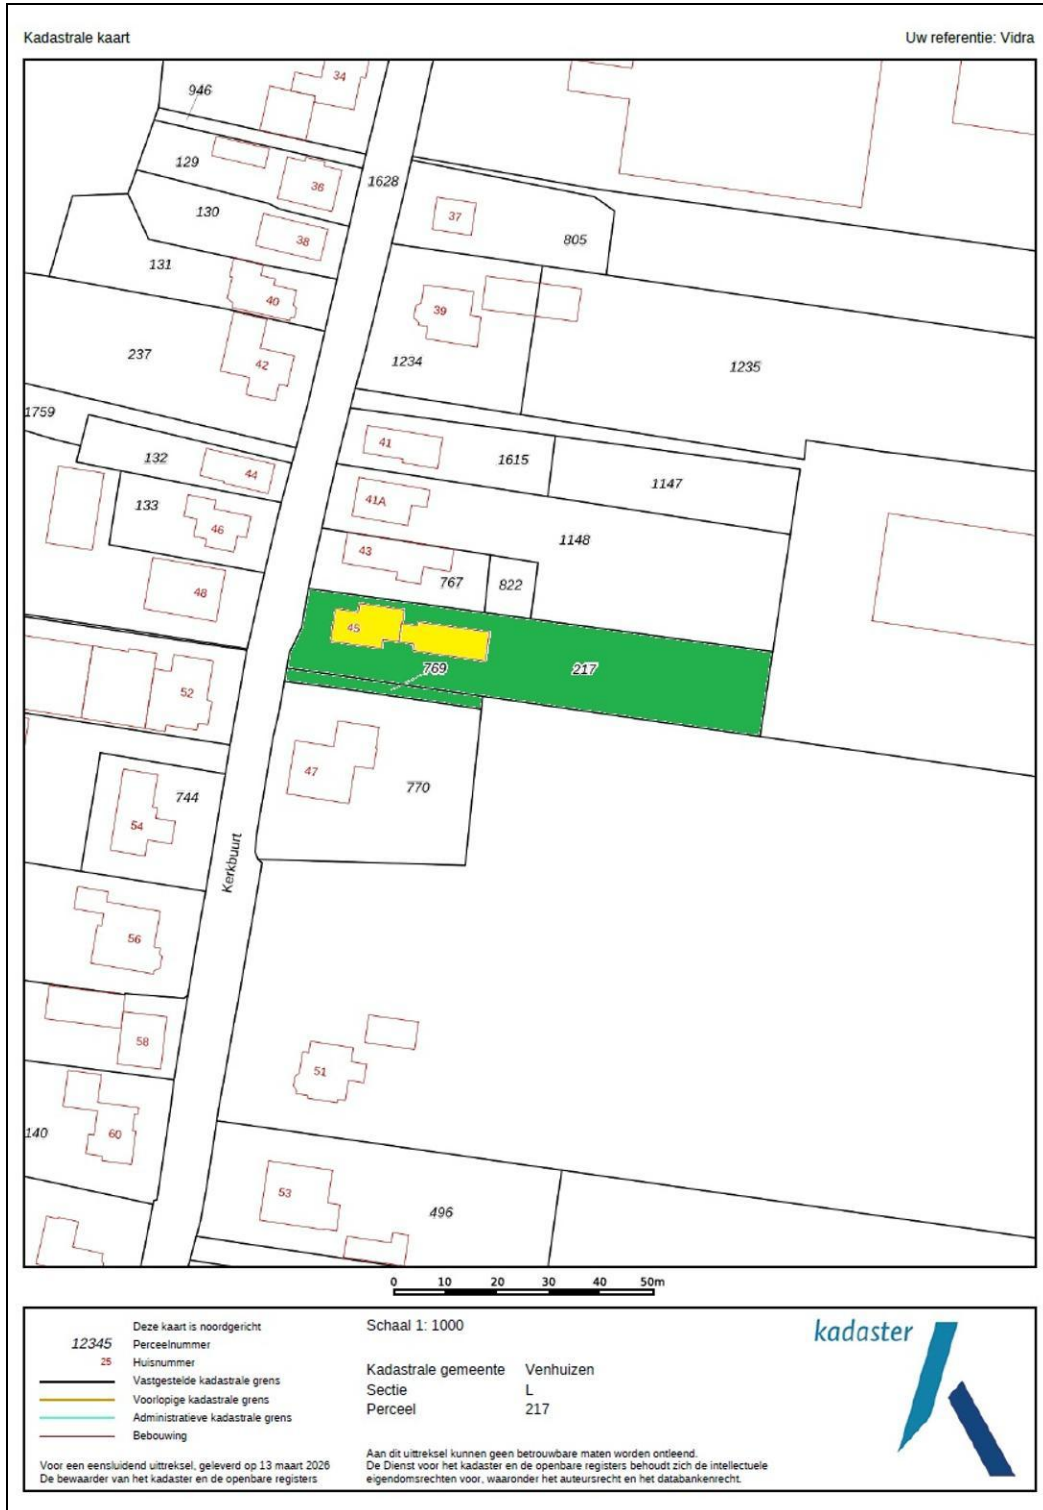 Kadastrale kaart
Uw referentie: Vidra
34
946
129
36
1628
130
38
37
805
131
40
39
237
42
1234
1235
1759
132
44
41
1615
1147
133
46
41A
1148
43
767
822
48
45
769
217
52
47
770
744
54
Kerkbuurt
56
58
51
140
60
53
496
0 10 20 30 40 50m
Deze kaart is noordgericht
12345 Perceelnummer
25 Huisnummer
Vastgestelde kadastrale grens
Voorlopige kadastrale grens
Administratieve kadastrale grens
Bebouwing
Voor een eensluidend uittreksel, geleverd op 13 maart 2026
De bewaarder van het kadaster en de openbare registers
Schaal 1: 1000
Kadastrale gemeente Venhuizen
Sectie L
Perceel 217
Aan dit uittreksel kunnen geen betrouwbare maten worden ontleend.
De Dienst voor het kadaster en de openbare registers behoudt zich de intellectuele
eigendomsrechten voor, waaronder het auteursrecht en het databankenrecht.
kadaster